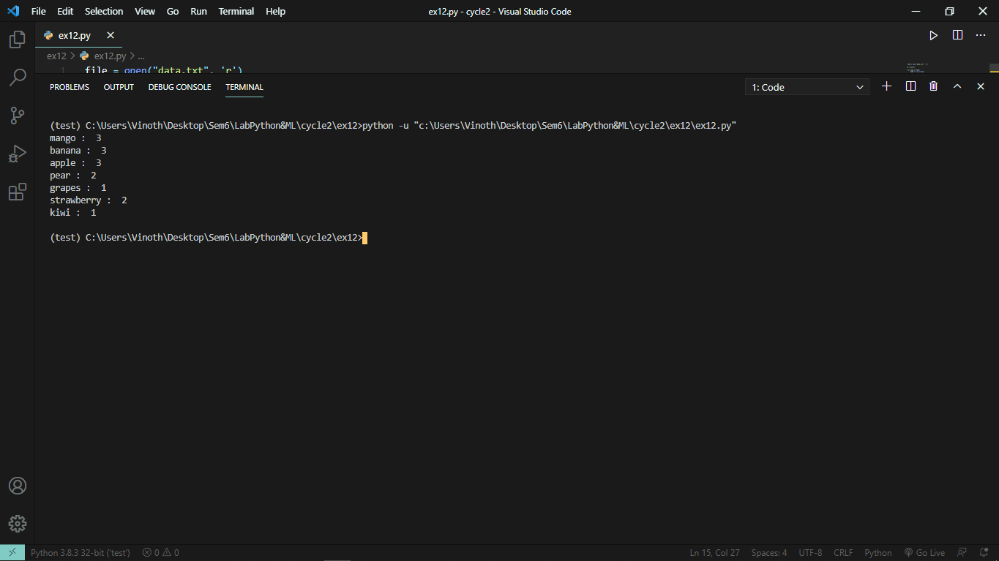 File Edit Selection View Go Run Terminal Help ex12.py - cycle2 - Visual Studio Code
ex12.py
ex12 > ex12.py > ...
1 file = open("data.txt", 'r')
PROBLEMS OUTPUT DEBUG CONSOLE TERMINAL 1: Code
(test) C:\Users\Vinoth\Desktop\Sem6\LabPython&ML\cycle2\ex12>python -u "c:\Users\Vinoth\Desktop\Sem6\LabPython&ML\cycle2\ex12\ex12.py"
mango :  3
banana :  3
apple :  3
pear :  2
grapes :  1
strawberry :  2
kiwi :  1
(test) C:\Users\Vinoth\Desktop\Sem6\LabPython&ML\cycle2\ex12>
Python 3.8.3 32-bit ('test') 0 0 Ln 15, Col 27 Spaces: 4 UTF-8 CRLF Python Go Live